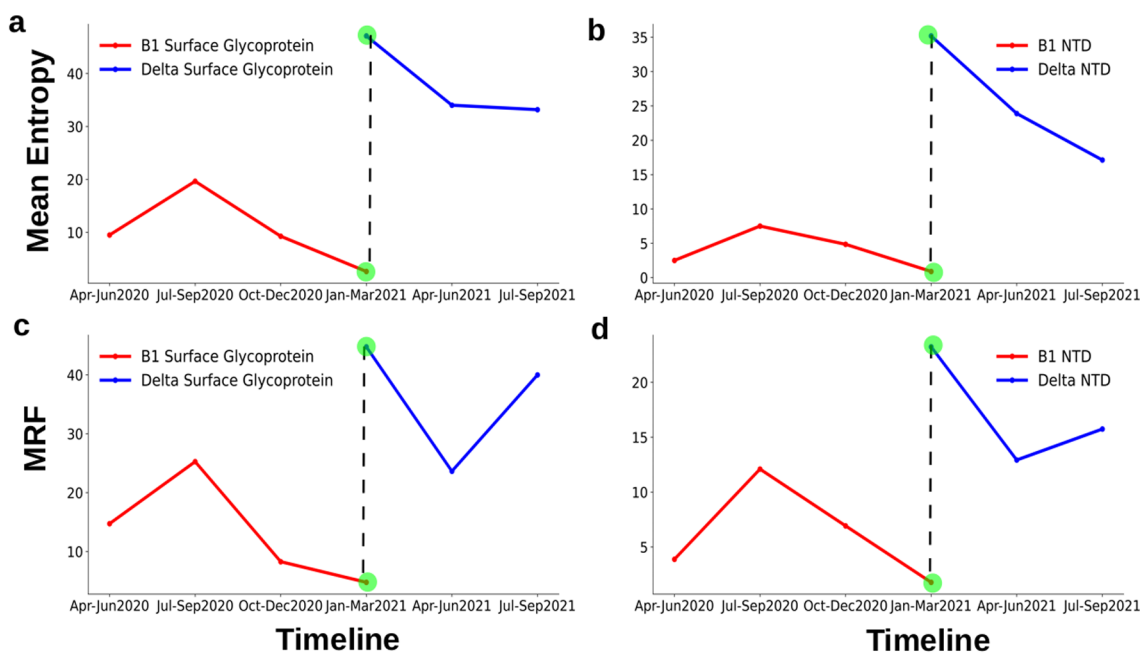 a
Mean Entropy
B1 Surface Glycoprotein
Delta Surface Glycoprotein
40
30
20
10
Apr-Jun2020 Jul-Sep2020 Oct-Dec2020 Jan-Mar2021 Apr-Jun2021 Jul-Sep2021
b
B1 NTD
Delta NTD
35
30
25
20
15
10
5
0
Apr-Jun2020 Jul-Sep2020 Oct-Dec2020 Jan-Mar2021 Apr-Jun2021 Jul-Sep2021
c
MRF
B1 Surface Glycoprotein
Delta Surface Glycoprotein
40
30
20
10
Apr-Jun2020 Jul-Sep2020 Oct-Dec2020 Jan-Mar2021 Apr-Jun2021 Jul-Sep2021
Timeline
d
B1 NTD
Delta NTD
20
15
10
5
Apr-Jun2020 Jul-Sep2020 Oct-Dec2020 Jan-Mar2021 Apr-Jun2021 Jul-Sep2021
Timeline